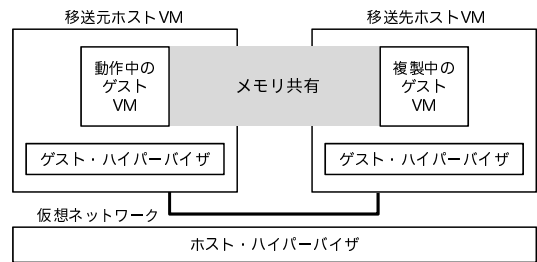 移送元ホストVM
移送先ホストVM
動作中の
ゲスト
VM
メモリ共有
複製中の
ゲスト
VM
ゲスト・ハイパーバイザ
ゲスト・ハイパーバイザ
仮想ネットワーク
ホスト・ハイパーバイザ